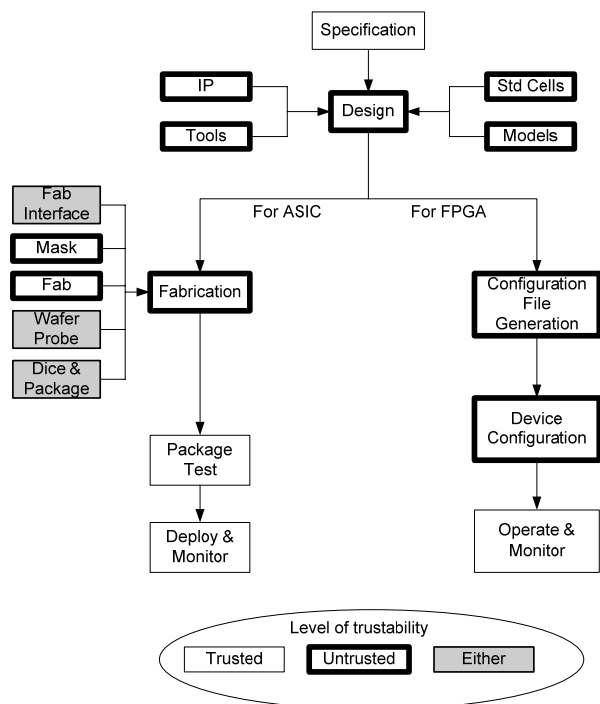 Specification
IP
Std Cells
Design
Tools
Models
For ASIC
For FPGA
Fab
Interface
Mask
Fab
Wafer
Probe
Dice &
Package
Fabrication
Configuration
File
Generation
Device
Configuration
Package
Test
Deploy &
Monitor
Operate &
Monitor
Level of trustability
Trusted
Untrusted
Either